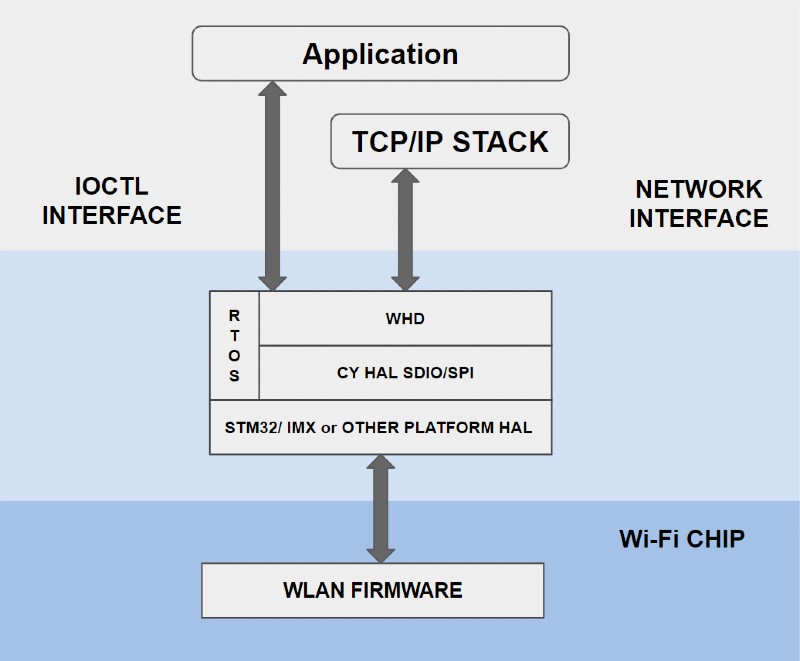 Application
TCP/IP STACK
IOCTL
INTERFACE
NETWORK
INTERFACE
R
T
O
S
WHD
CY HAL SDIO/SPI
STM32/ IMX or OTHER PLATFORM HAL
Wi-Fi CHIP
WLAN FIRMWARE